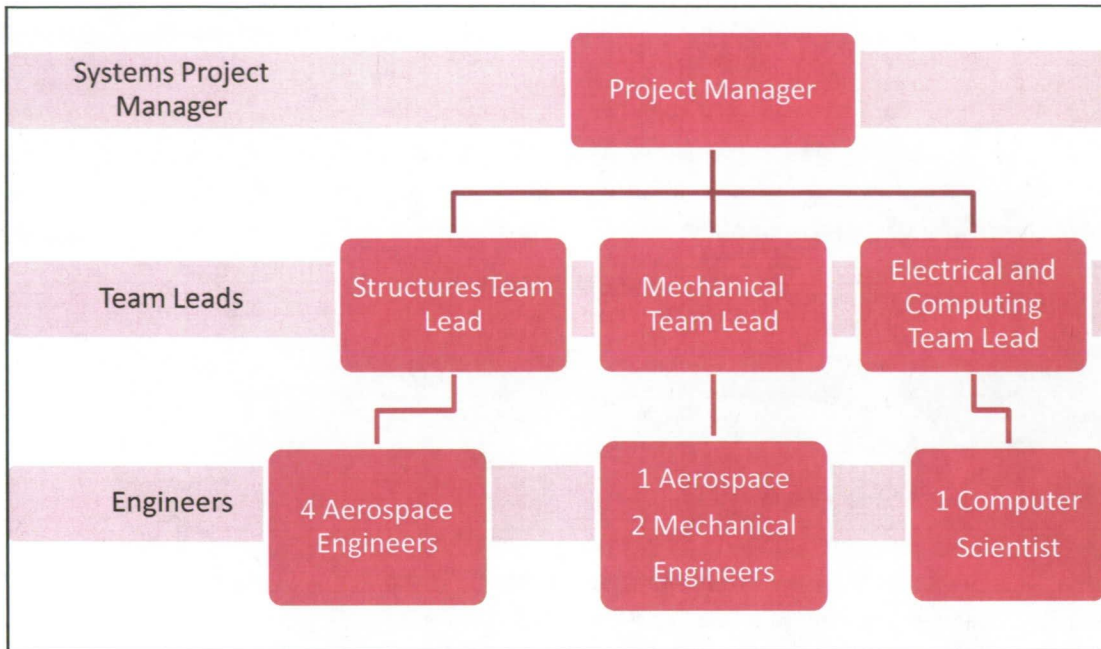 Systems Project
Manager
Project Manager
Team Leads
Structures Team
Lead
Mechanical
Team Lead
Electrical and
Computing
Team Lead
Engineers
4 Aerospace
Engineers
1 Aerospace
2 Mechanical
Engineers
1 Computer
Scientist